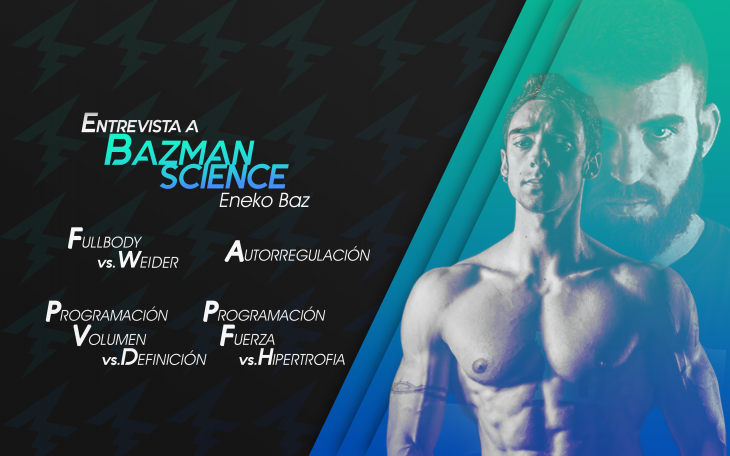 ENTREVISTA A
BAZMAN
SCIENCE
Eneko Baz
FULLBODY
vs. WEIDER
AUTORREGULACIÓN
PROGRAMACIÓN
VOLUMEN
vs. DEFINICIÓN
PROGRAMACIÓN
FUERZA
vs. HIPERTROFIA